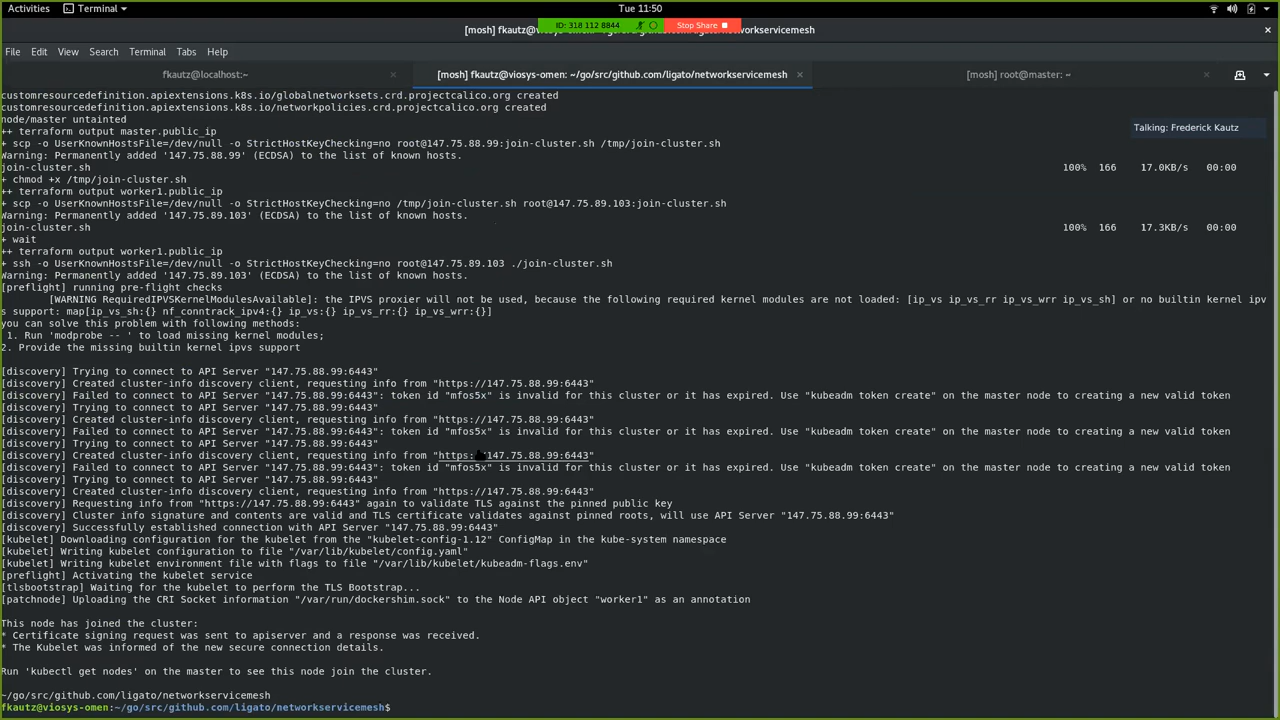 Activities
Terminal
Tue 11:50
ID: 318 112 8844
Stop Share
File Edit View Search Terminal Tabs Help
fkautz@localhost:~
[mosh] fkautz@viosys-omen: ~/go/src/github.com/ligato/networkservicemesh
[mosh] root@master: ~
Talking: Frederick Kautz
customresourcedefinition.apiextensions.k8s.io/globalnetworksets.crd.projectcalico.org created
customresourcedefinition.apiextensions.k8s.io/networkpolicies.crd.projectcalico.org created
node/master untainted
++ terraform output master.public_ip
+ scp -o UserKnownHostsFile=/dev/null -o StrictHostKeyChecking=no root@147.75.88.99:join-cluster.sh /tmp/join-cluster.sh
Warning: Permanently added '147.75.88.99' (ECDSA) to the list of known hosts.
join-cluster.sh 100% 166 17.0KB/s 00:00
+ chmod +x /tmp/join-cluster.sh
++ terraform output worker1.public_ip
+ scp -o UserKnownHostsFile=/dev/null -o StrictHostKeyChecking=no /tmp/join-cluster.sh root@147.75.89.103:join-cluster.sh
Warning: Permanently added '147.75.89.103' (ECDSA) to the list of known hosts.
join-cluster.sh 100% 166 17.3KB/s 00:00
+ wait
++ terraform output worker1.public_ip
+ ssh -o UserKnownHostsFile=/dev/null -o StrictHostKeyChecking=no root@147.75.89.103 ./join-cluster.sh
Warning: Permanently added '147.75.89.103' (ECDSA) to the list of known hosts.
[preflight] running pre-flight checks
[WARNING RequiredIPVSKernelModulesAvailable]: the IPVS proxier will not be used, because the following required kernel modules are not loaded: [ip_vs ip_vs_rr ip_vs_wrr ip_vs_sh] or no builtin kernel ipv
s support: map[ip_vs_sh:{} nf_conntrack_ipv4:{} ip_vs:{} ip_vs_rr:{} ip_vs_wrr:{}]
you can solve this problem with following methods:
1. Run 'modprobe -- ' to load missing kernel modules;
2. Provide the missing builtin kernel ipvs support
[discovery] Trying to connect to API Server "147.75.88.99:6443"
[discovery] Created cluster-info discovery client, requesting info from "https://147.75.88.99:6443"
[discovery] Failed to connect to API Server "147.75.88.99:6443": token id "mfos5x" is invalid for this cluster or it has expired. Use "kubeadm token create" on the master node to creating a new valid token
[discovery] Trying to connect to API Server "147.75.88.99:6443"
[discovery] Created cluster-info discovery client, requesting info from "https://147.75.88.99:6443"
[discovery] Failed to connect to API Server "147.75.88.99:6443": token id "mfos5x" is invalid for this cluster or it has expired. Use "kubeadm token create" on the master node to creating a new valid token
[discovery] Trying to connect to API Server "147.75.88.99:6443"
[discovery] Created cluster-info discovery client, requesting info from "https://147.75.88.99:6443"
[discovery] Failed to connect to API Server "147.75.88.99:6443": token id "mfos5x" is invalid for this cluster or it has expired. Use "kubeadm token create" on the master node to creating a new valid token
[discovery] Trying to connect to API Server "147.75.88.99:6443"
[discovery] Created cluster-info discovery client, requesting info from "https://147.75.88.99:6443"
[discovery] Requesting info from "https://147.75.88.99:6443" again to validate TLS against the pinned public key
[discovery] Cluster info signature and contents are valid and TLS certificate validates against pinned roots, will use API Server "147.75.88.99:6443"
[discovery] Successfully established connection with API Server "147.75.88.99:6443"
[kubelet] Downloading configuration for the kubelet from the "kubelet-config-1.12" ConfigMap in the kube-system namespace
[kubelet] Writing kubelet configuration to file "/var/lib/kubelet/config.yaml"
[kubelet] Writing kubelet environment file with flags to file "/var/lib/kubelet/kubeadm-flags.env"
[preflight] Activating the kubelet service
[tlsbootstrap] Waiting for the kubelet to perform the TLS Bootstrap...
[patchnode] Uploading the CRI Socket information "/var/run/dockershim.sock" to the Node API object "worker1" as an annotation
This node has joined the cluster:
* Certificate signing request was sent to apiserver and a response was received.
* The Kubelet was informed of the new secure connection details.
Run 'kubectl get nodes' on the master to see this node join the cluster.
~/go/src/github.com/ligato/networkservicemesh
fkautz@viosys-omen:~/go/src/github.com/ligato/networkservicemesh$